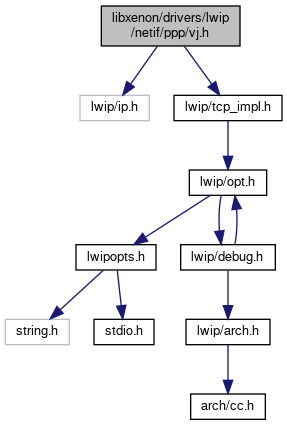 libxenon/drivers/lwip
/netif/ppp/vj.h
lwip/ip.h
lwip/tcp_impl.h
lwip/opt.h
lwipopts.h
lwip/debug.h
string.h
stdio.h
lwip/arch.h
arch/cc.h